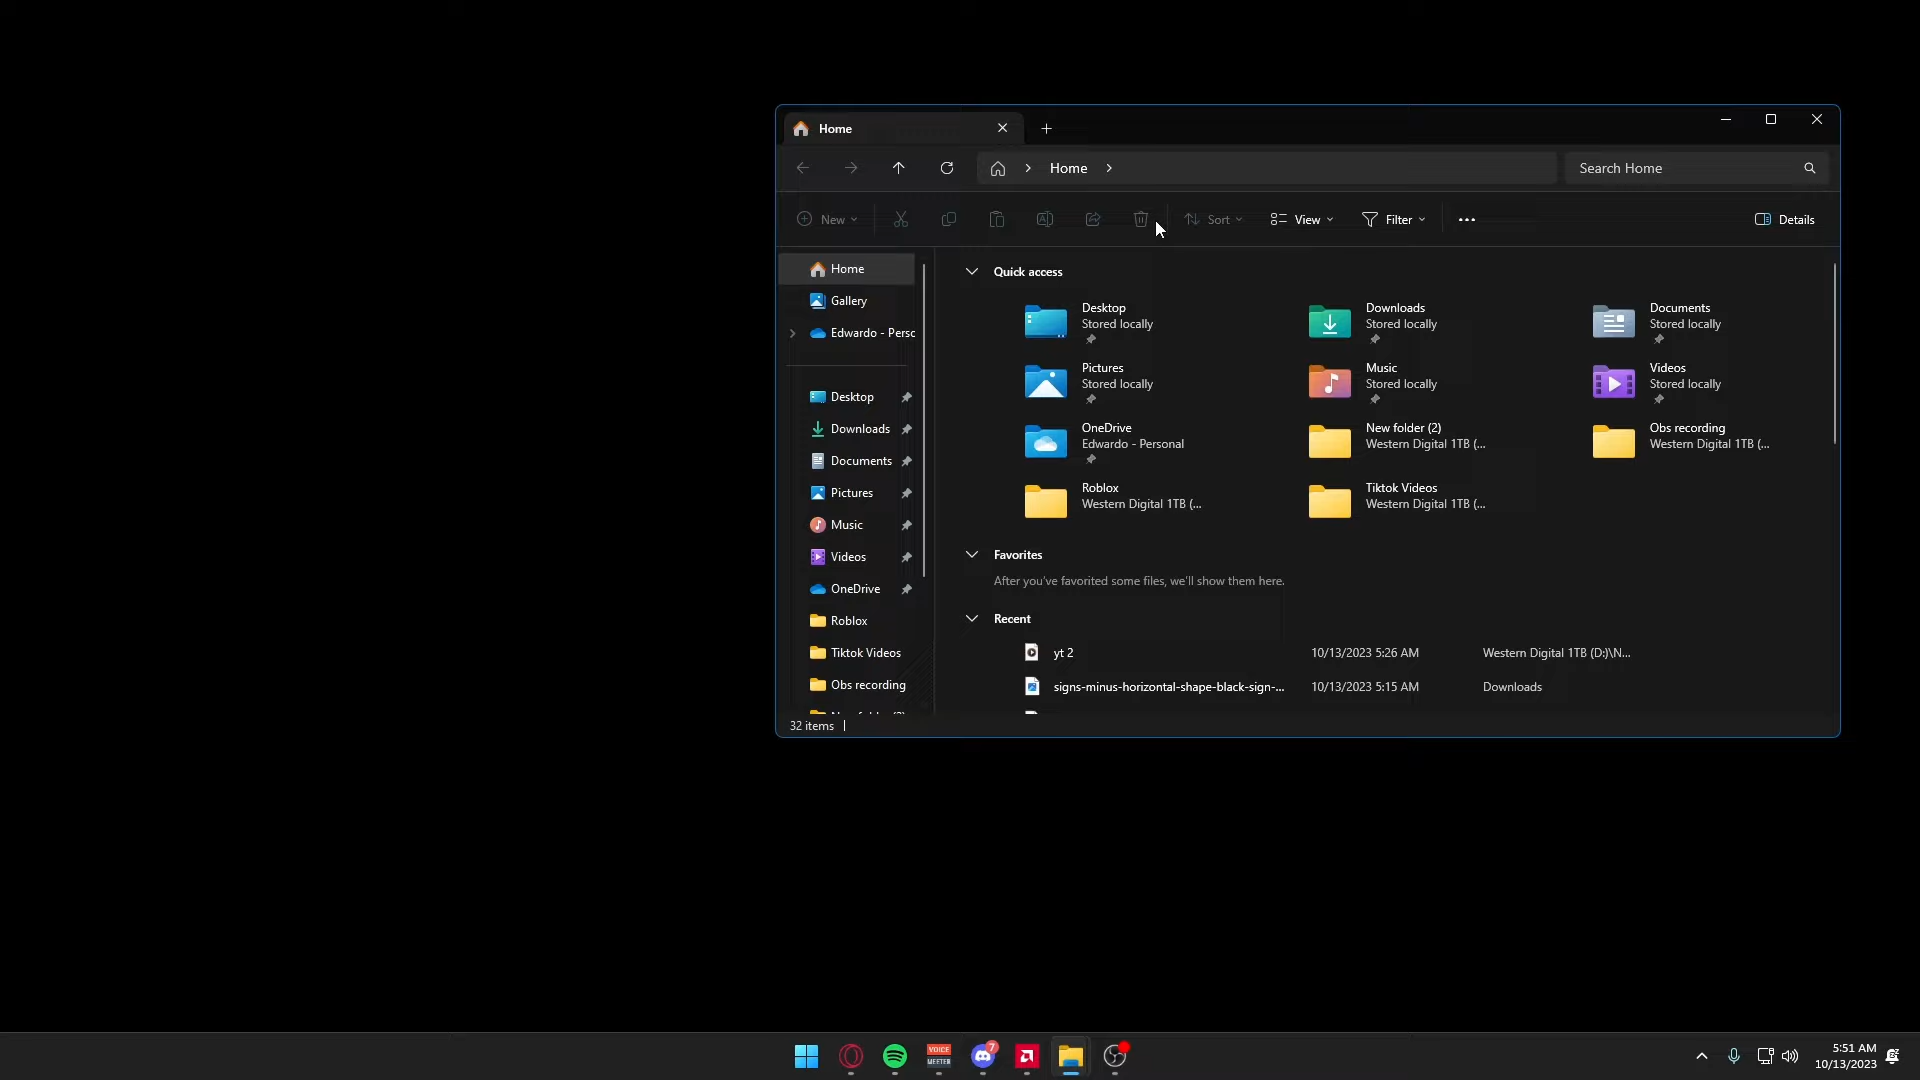 Home
Home
Search Home
New
Sort
View
Filter
Details
Home
Gallery
Edwardo - Persc
Desktop
Downloads
Documents
Pictures
Music
Videos
OneDrive
Roblox
Tiktok Videos
Obs recording
Quick access
Desktop
Stored locally
Downloads
Stored locally
Documents
Stored locally
Pictures
Stored locally
Music
Stored locally
Videos
Stored locally
OneDrive
Edwardo - Personal
New folder (2)
Western Digital 1TB (...
Obs recording
Western Digital 1TB (...
Roblox
Western Digital 1TB (...
Tiktok Videos
Western Digital 1TB (...
Favorites
After you've favorited some files, we'll show them here.
Recent
yt 2 10/13/2023 5:26 AM Western Digital 1TB (D:)\N...
signs-minus-horizontal-shape-black-sign-... 10/13/2023 5:15 AM Downloads
32 items
VOICE
MEETER
7
5:51 AM
10/13/2023